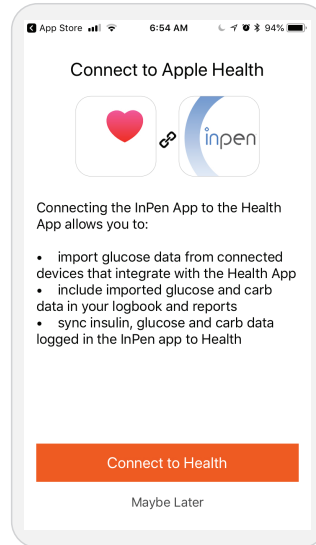 App Store 6:54 AM 94%
Connect to Apple Health
inpen
Connecting the InPen App to the Health
App allows you to:
• import glucose data from connected
devices that integrate with the Health App
• include imported glucose and carb
data in your logbook and reports
• sync insulin, glucose and carb data
logged in the InPen app to Health
Connect to Health
Maybe Later